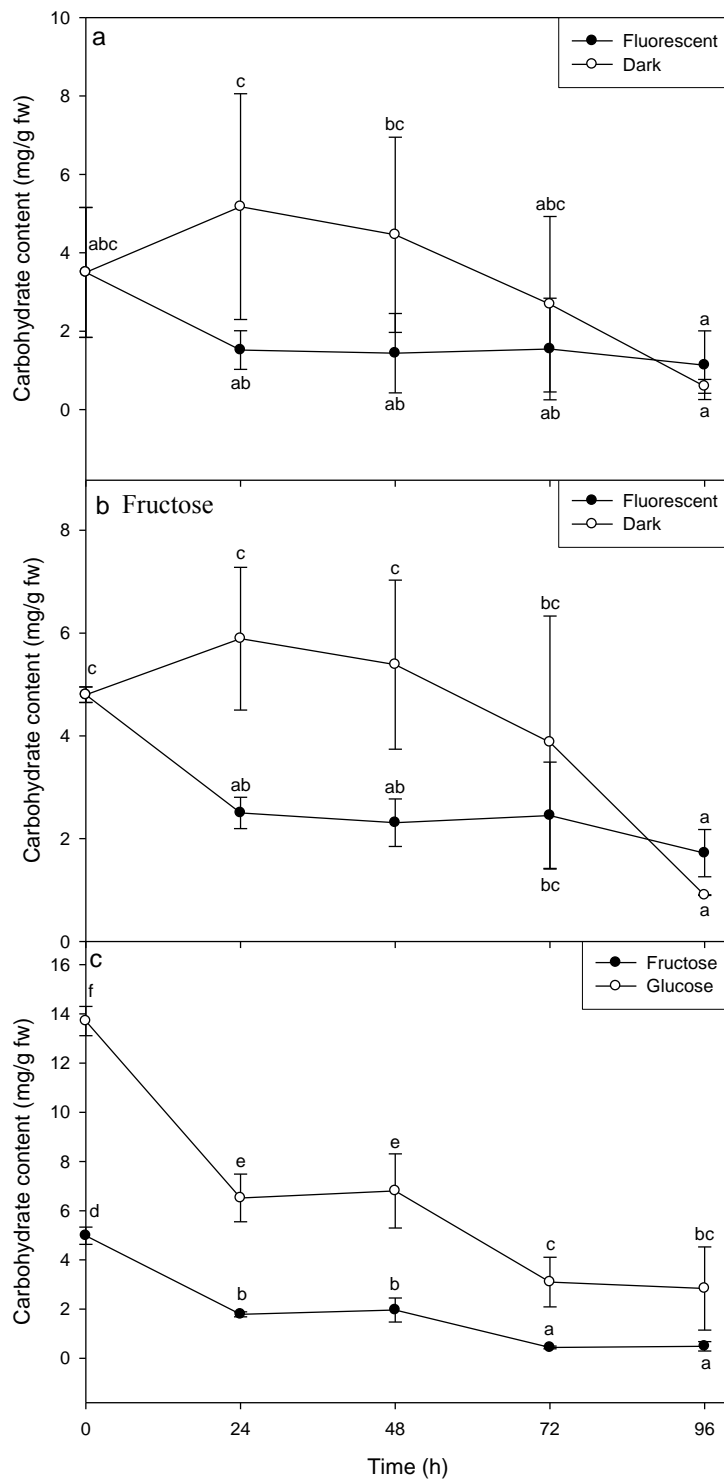 a
Fluorescent
Dark
10
8
6
4
2
0
Carbohydrate content (mg/g fw)
abc
c
bc
abc
a
ab
ab
ab
a
b Fructose
Fluorescent
Dark
8
6
4
2
0
Carbohydrate content (mg/g fw)
c
c
c
bc
a
ab
ab
bc
a
c
Fructose
Glucose
16
14
12
10
8
6
4
2
0
Carbohydrate content (mg/g fw)
f
e
e
c
bc
d
b
b
a
a
0 24 48 72 96
Time (h)